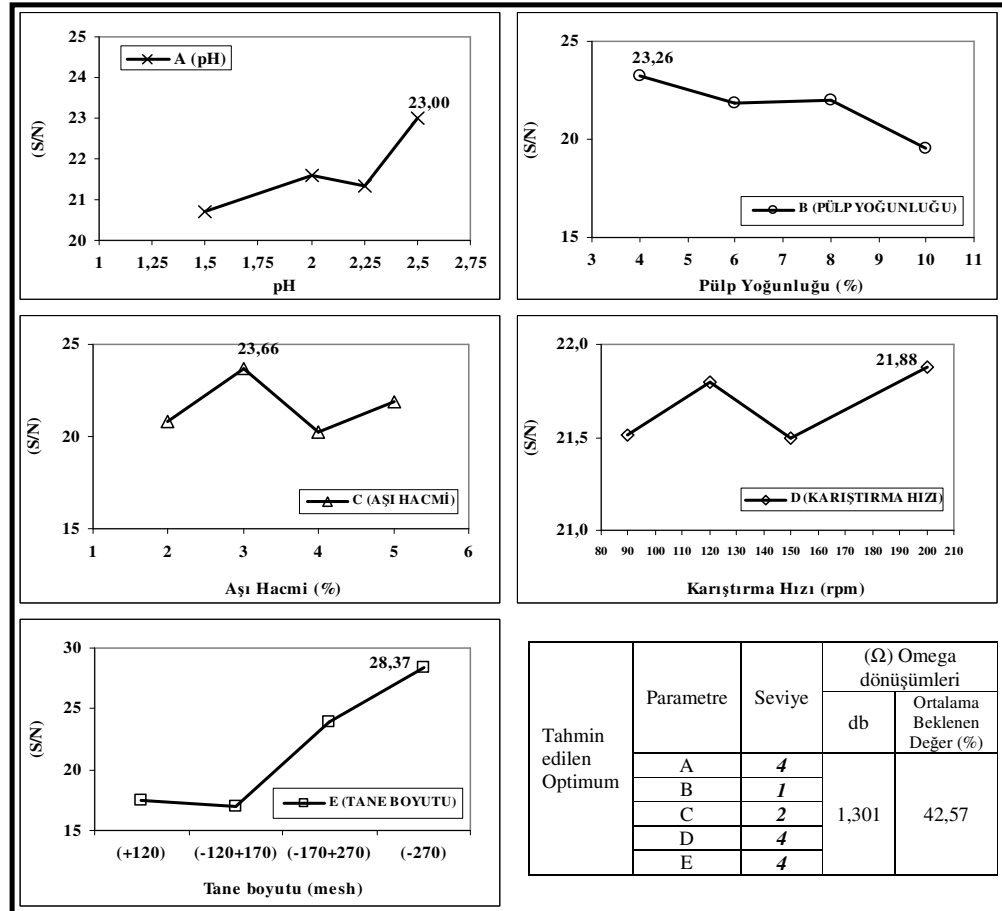 25
24
23
22
21
20
(S/N)
A (pH)
23,00
1
1,25
1,5
1,75
2
2,25
2,5
2,75
pH
25
20
15
(S/N)
23,26
B (PÜLP YOĞUNLUĞU)
3
4
5
6
7
8
9
10
11
Pülp Yoğunluğu (%)
25
20
15
(S/N)
23,66
C (AŞI HACMİ)
1
2
3
4
5
6
Aşı Hacmi (%)
22,0
21,5
21,0
(S/N)
21,88
D (KARIŞTIRMA HIZI)
80 90 100 110 120 130 140 150 160 170 180 190 200 210
Karıştırma Hızı (rpm)
30
25
20
15
(S/N)
28,37
E (TANE BOYUTU)
(+120)
(-120+170)
(-170+270)
(-270)
Tane boyutu (mesh)
Tahmin
edilen
Optimum
Parametre
Seviye
(Ω) Omega
dönüşümleri
db
Ortalama
Beklenen
Değer (%)
A 4
B 1
C 2
D 4
E 4
1,301
42,57